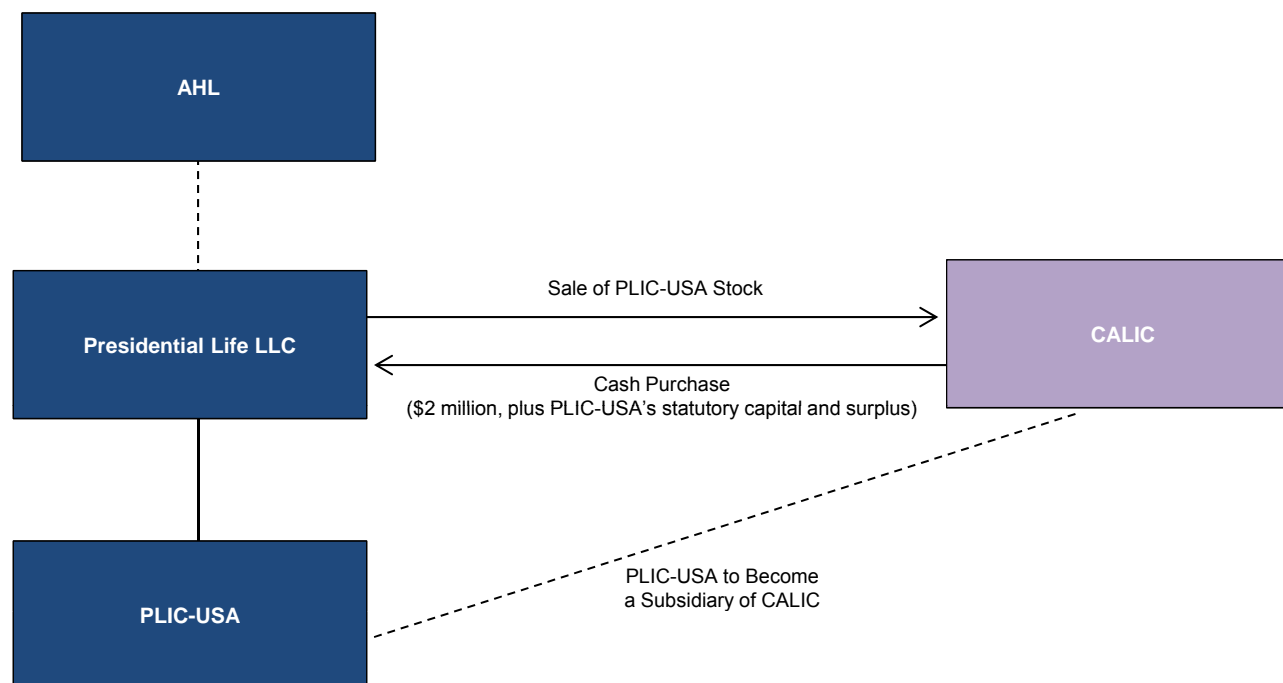 AHL
Presidential Life LLC
Sale of PLIC-USA Stock
CALIC
Cash Purchase
($2 million, plus PLIC-USA’s statutory capital and surplus)
PLIC-USA
PLIC-USA to Become
a Subsidiary of CALIC